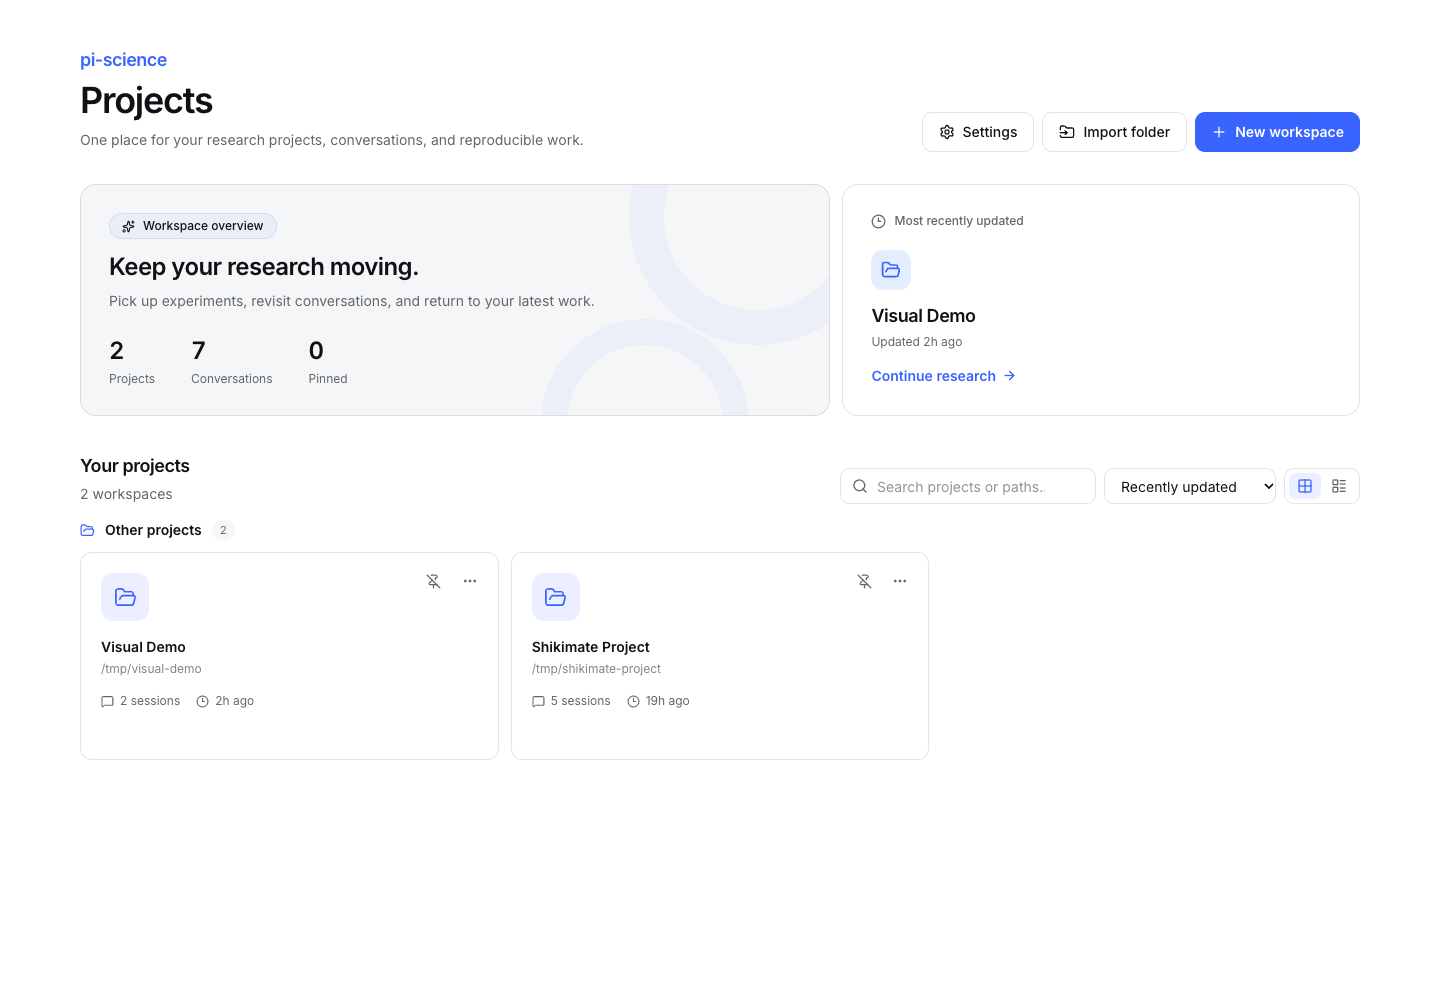 pi-science
Projects
One place for your research projects, conversations, and reproducible work.
Settings
Import folder
New workspace
Workspace overview
Keep your research moving.
Pick up experiments, revisit conversations, and return to your latest work.
2 7 0
Projects Conversations Pinned
Most recently updated
Visual Demo
Updated 2h ago
Continue research
Your projects
2 workspaces
Search projects or paths..
Recently updated
Other projects 2
Visual Demo
/tmp/visual-demo
2 sessions 2h ago
Shikimate Project
/tmp/shikimate-project
5 sessions 19h ago